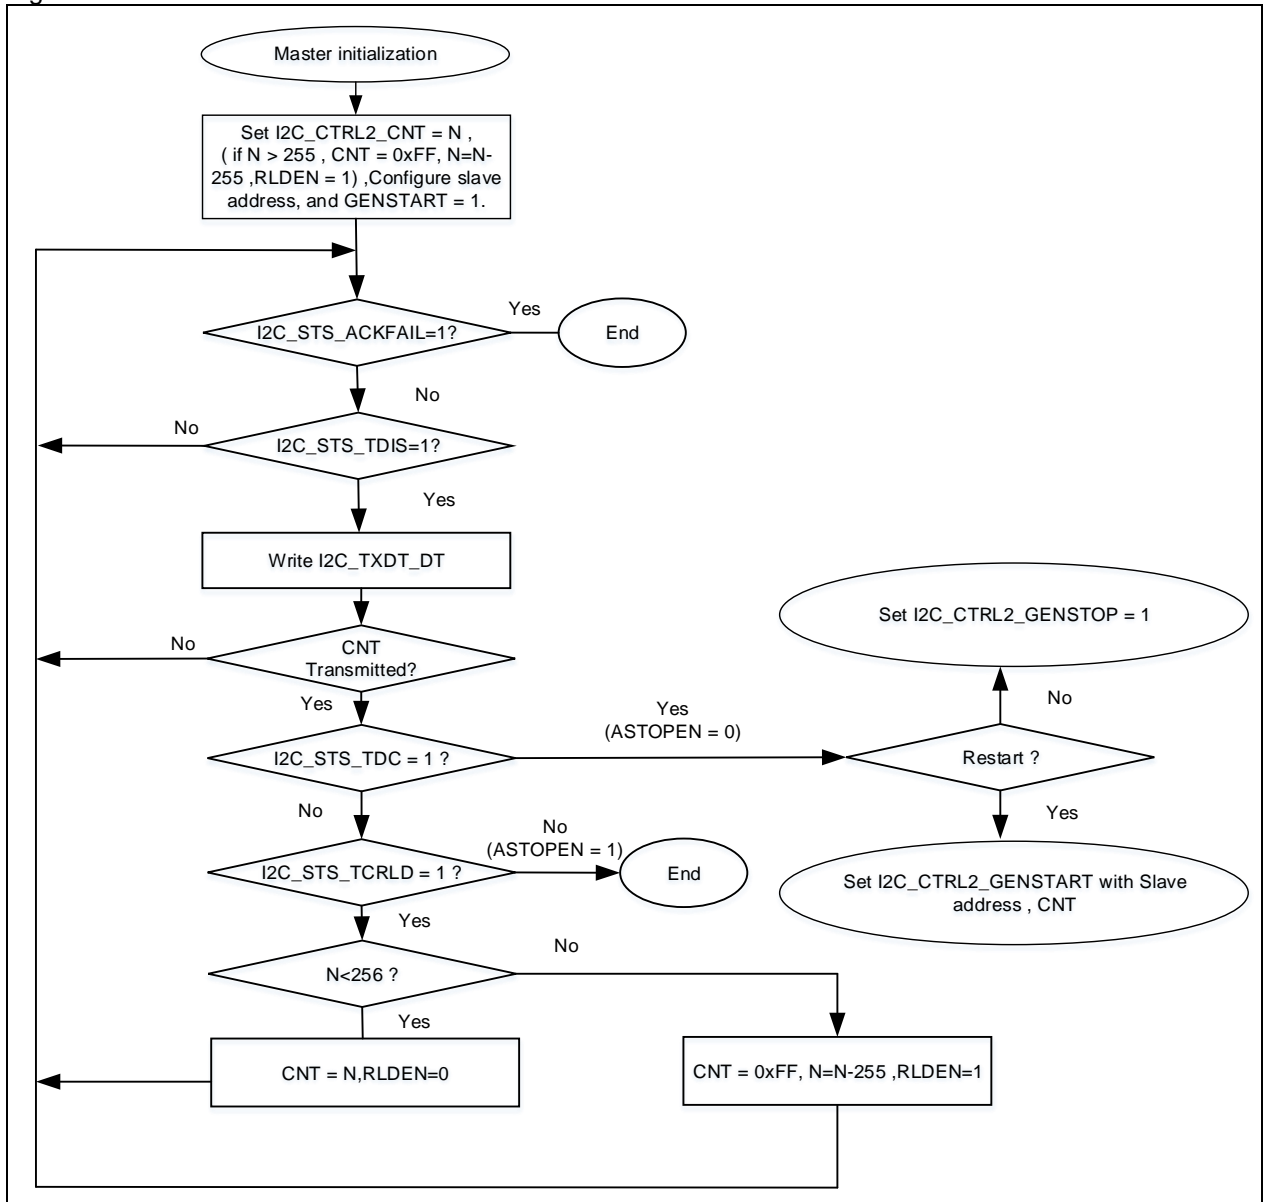 Master initialization
Set I2C_CTRL2_CNT = N ,
( if N > 255 , CNT = 0xFF, N=N-
255 ,RLDEN = 1) ,Configure slave
address, and GENSTART = 1.
I2C_STS_ACKFAIL=1?
Yes
End
No
I2C_STS_TDIS=1?
No
Yes
Write I2C_TXDT_DT
CNT
Transmitted?
No
Yes
I2C_STS_TDC = 1 ?
Yes
(ASTOPEN = 0)
Set I2C_CTRL2_GENSTOP = 1
No
Restart ?
Yes
Set I2C_CTRL2_GENSTART with Slave
address , CNT
No
I2C_STS_TCRLD = 1 ?
No
(ASTOPEN = 1)
End
Yes
N<256 ?
No
Yes
CNT = N,RLDEN=0
CNT = 0xFF, N=N-255 ,RLDEN=1